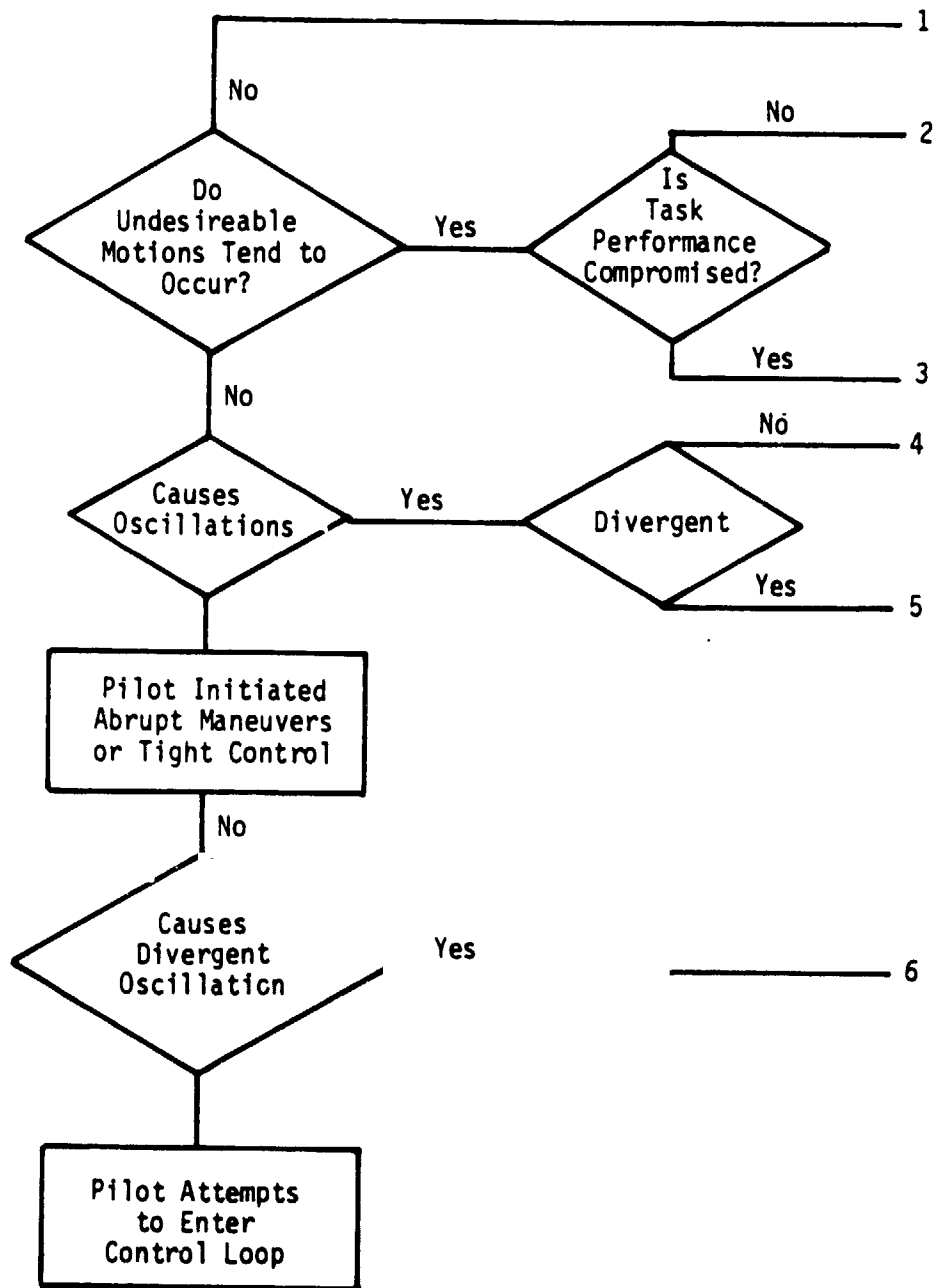 1
No
No
2
Do
Undesireable
Motions Tend to
Occur?
Yes
Is
Task
Performance
Compromised?
Yes
3
No
No
4
Causes
Oscillations
Yes
Divergent
Yes
5
Pilot Initiated
Abrupt Maneuvers
or Tight Control
No
Causes
Divergent
Oscillation
Yes
6
Pilot Attempts
to Enter
Control Loop